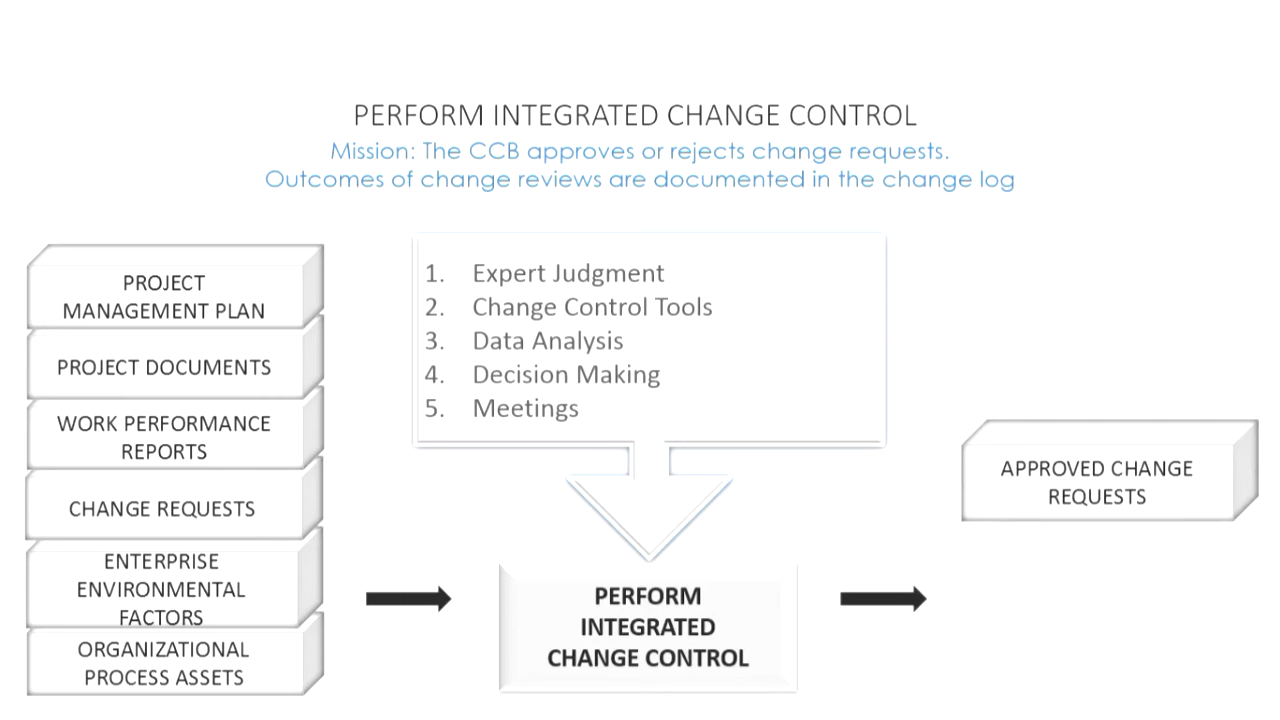 PERFORM INTEGRATED CHANGE CONTROL
Mission: The CCB approves or rejects change requests.
Outcomes of change reviews are documented in the change log
PROJECT
MANAGEMENT PLAN
PROJECT DOCUMENTS
WORK PERFORMANCE
REPORTS
CHANGE REQUESTS
ENTERPRISE
ENVIRONMENTAL
FACTORS
ORGANIZATIONAL
PROCESS ASSETS
1. Expert Judgment
2. Change Control Tools
3. Data Analysis
4. Decision Making
5. Meetings
PERFORM
INTEGRATED
CHANGE CONTROL
APPROVED CHANGE
REQUESTS